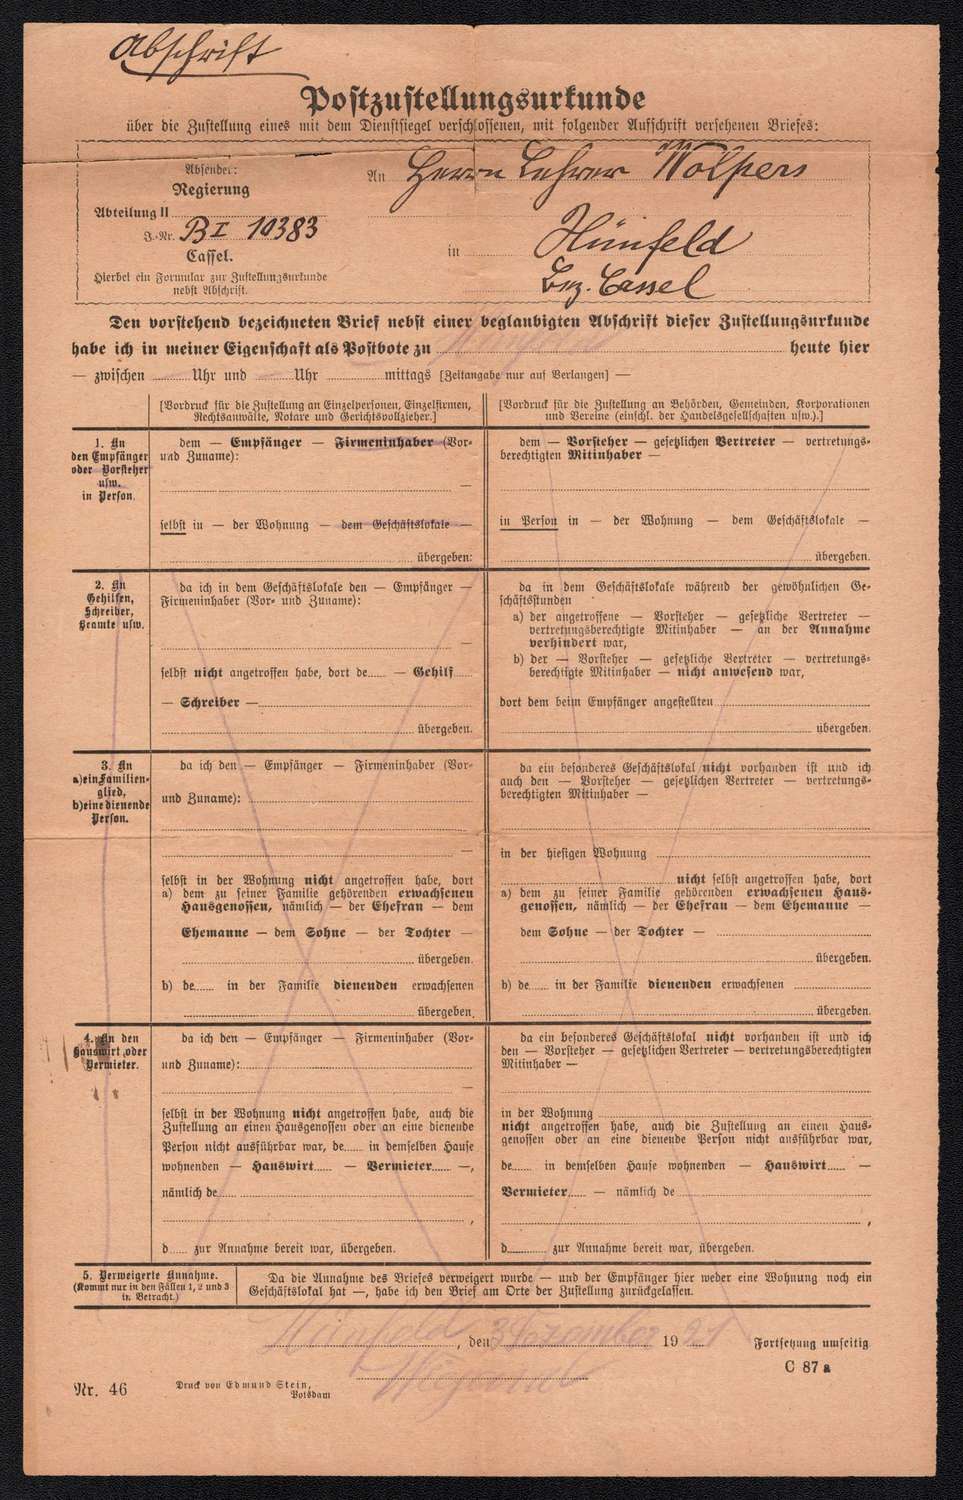 Abschrift
Postzustellungsurkunde
über die Zustellung eines mit dem Dienstsiegel verschlossenen, mit folgender Aufschrift versehenen Briefes:
Absender:
Regierung
Abteilung II
J.-Nr. B I 10383
Cassel.
Hierbei ein Formular zur Zustellungsurkunde
nebst Abschrift.
An Herrn Lehrer Wolpers
in Hünfeld
Bez. Cassel
Den vorstehend bezeichneten Brief nebst einer beglaubigten Abschrift dieser Zustellungsurkunde
habe ich in meiner Eigenschaft als Postbote zu Hünfeld heute hier
— zwischen Uhr und Uhr mittags [Zeitangabe nur auf Verlangen] —
[Vordruck für die Zustellung an Einzelpersonen, Einzelfirmen,
Rechtsanwälte, Notare und Gerichtsvollzieher.]
[Vordruck für die Zustellung an Behörden, Gemeinden, Korporationen
und Vereine (einschl. der Handelsgesellschaften usw.).]
1. An
den Empfänger
oder Vorsteher
usw.
in Person.
dem — Empfänger — Firmeninhaber (Vor-
und Zuname):
—
selbst in — der Wohnung — dem Geschäftslokale —
übergeben:
dem — Vorsteher — gesetzlichen Vertreter — vertretungs-
berechtigten Mitinhaber —
in Person in — der Wohnung — dem Geschäftslokale —
übergeben.
2. An
Gehilfen,
Schreiber,
Beamte usw.
da ich in dem Geschäftslokale den — Empfänger —
Firmeninhaber (Vor- und Zuname):
—
selbst nicht angetroffen habe, dort de...... — Gehilf......
— Schreiber —
übergeben.
da in dem Geschäftslokale während der gewöhnlichen Ge-
schäftsstunden
a) der angetroffene — Vorsteher — gesetzliche Vertreter —
vertretungsberechtigte Mitinhaber — an der Annahme
verhindert war,
b) der — Vorsteher — gesetzliche Vertreter — vertretungs-
berechtigte Mitinhaber — nicht anwesend war,
dort dem beim Empfänger angestellten
übergeben.
3. An
a) ein Familien-
glied,
b) eine dienende
Person.
da ich den — Empfänger — Firmeninhaber (Vor-
und Zuname):
—
selbst in der Wohnung nicht angetroffen habe, dort
a) dem zu seiner Familie gehörenden erwachsenen
Hausgenossen, nämlich — der Ehefrau — dem
Ehemanne — dem Sohne — der Tochter —
übergeben.
b) de...... in der Familie dienenden erwachsenen
übergeben.
da ein besonderes Geschäftslokal nicht vorhanden ist und ich
auch den — Vorsteher — gesetzlichen Vertreter — vertretungs-
berechtigten Mitinhaber —
in der hiesigen Wohnung
nicht selbst angetroffen habe, dort
a) dem zu seiner Familie gehörenden erwachsenen Haus-
genossen, nämlich — der Ehefrau — dem Ehemanne —
dem Sohne — der Tochter —
übergeben.
b) de...... in der Familie dienenden erwachsenen
übergeben.
4. An den
Hauswirt oder
Vermieter.
da ich den — Empfänger — Firmeninhaber (Vor-
und Zuname):
—
selbst in der Wohnung nicht angetroffen habe, auch die
Zustellung an einen Hausgenossen oder an eine dienende
Person nicht ausführbar war, de...... in demselben Hause
wohnenden — Hauswirt...... — Vermieter...... —,
nämlich de......
,
d...... zur Annahme bereit war, übergeben.
da ein besonderes Geschäftslokal nicht vorhanden ist und ich
den — Vorsteher — gesetzlichen Vertreter — vertretungsberechtigten
Mitinhaber —
in der Wohnung
nicht angetroffen habe, auch die Zustellung an einen Haus-
genossen oder an eine dienende Person nicht ausführbar war,
de...... in demselben Hause wohnenden — Hauswirt...... —
Vermieter...... — nämlich de
,
d............ zur Annahme bereit war, übergeben.
5. Verweigerte Annahme.
(Kommt nur in den Fällen 1, 2 und 3
in Betracht.)
Da die Annahme des Briefes verweigert wurde — und der Empfänger hier weder eine Wohnung noch ein
Geschäftslokal hat —, habe ich den Brief am Orte der Zustellung zurückgelassen.
Hünfeld, den 3 Dezember 1921
Fortsetzung umseitig
C 87 a
Nr. 46
Druck von Edmund Stein,
Potsdam